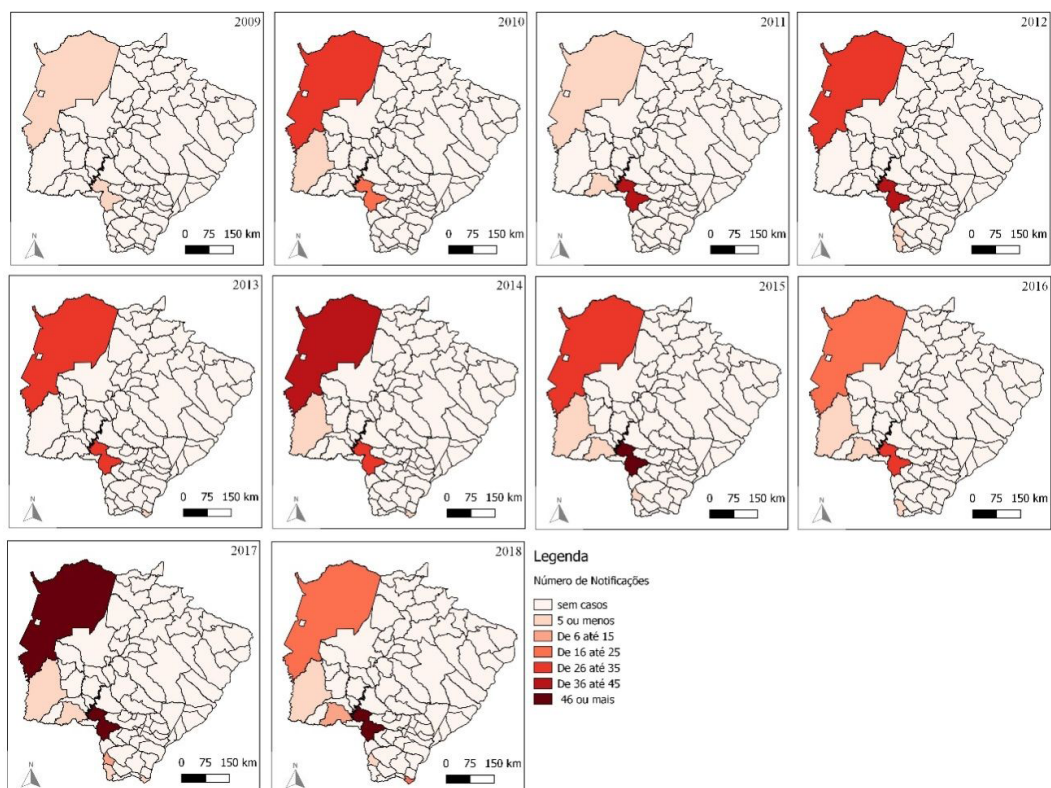 2009
N
0 75 150 km
2010
N
0 75 150 km
2011
N
0 75 150 km
2012
N
0 75 150 km
2013
N
0 75 150 km
2014
N
0 75 150 km
2015
N
0 75 150 km
2016
N
0 75 150 km
2017
N
0 75 150 km
2018
N
0 75 150 km
Legenda
Número de Notificações
sem casos
5 ou menos
De 6 até 15
De 16 até 25
De 26 até 35
De 36 até 45
46 ou mais